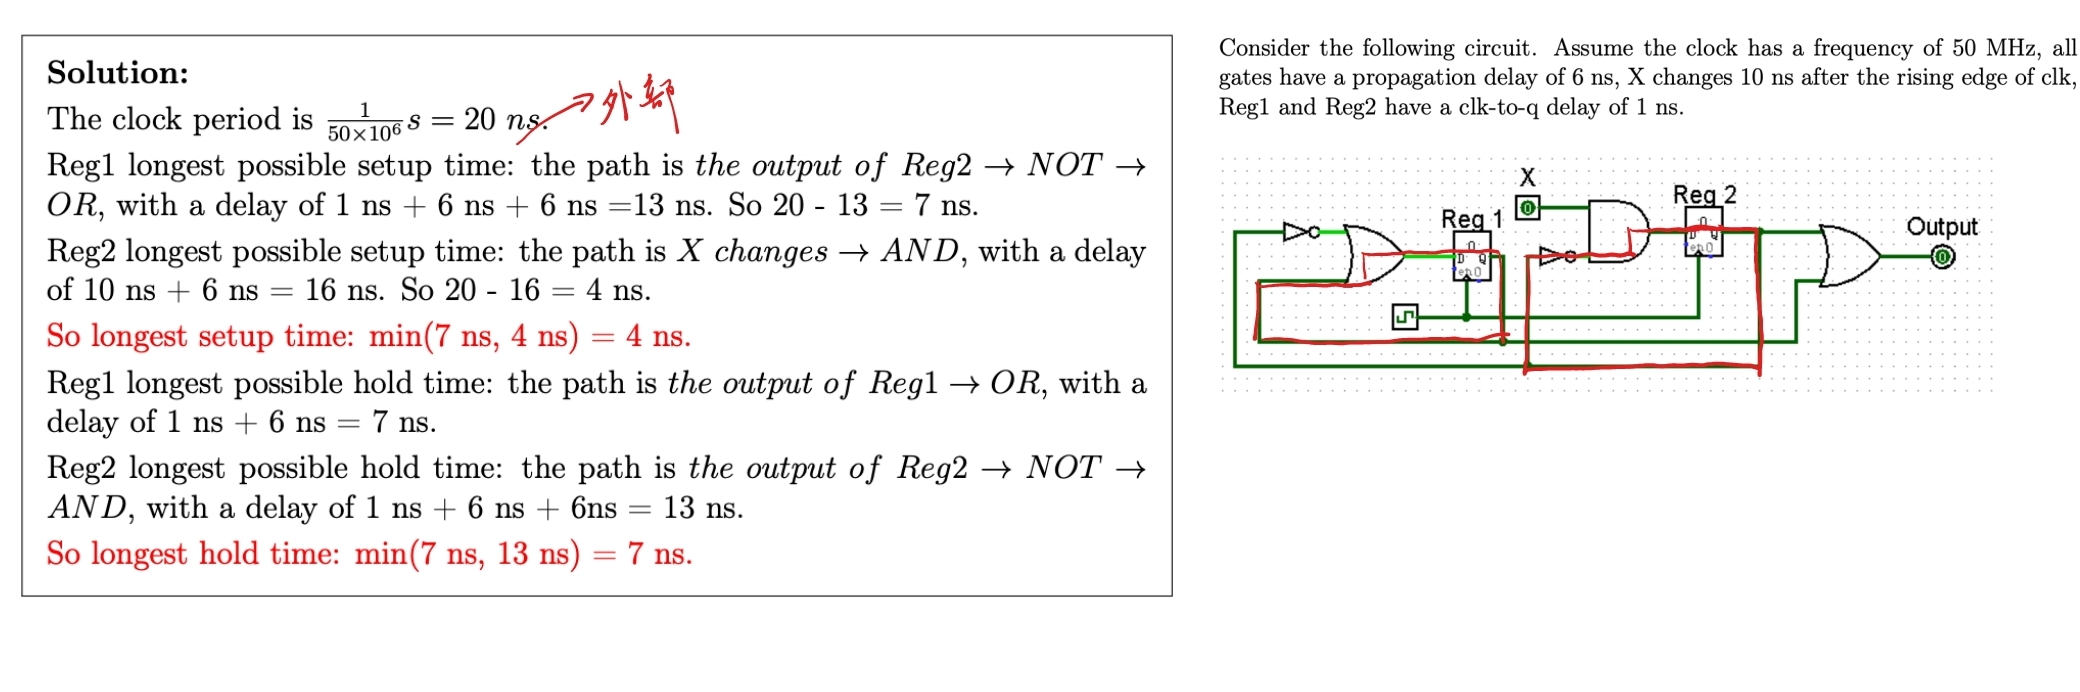 Solution:
The clock period is 1/(50×10⁶) s = 20 ns. → 外部
Reg1 longest possible setup time: the path is the output of Reg2 → NOT →
OR, with a delay of 1 ns + 6 ns + 6 ns =13 ns. So 20 - 13 = 7 ns.
Reg2 longest possible setup time: the path is X changes → AND, with a delay
of 10 ns + 6 ns = 16 ns. So 20 - 16 = 4 ns.
So longest setup time: min(7 ns, 4 ns) = 4 ns.
Reg1 longest possible hold time: the path is the output of Reg1 → OR, with a
delay of 1 ns + 6 ns = 7 ns.
Reg2 longest possible hold time: the path is the output of Reg2 → NOT →
AND, with a delay of 1 ns + 6 ns + 6ns = 13 ns.
So longest hold time: min(7 ns, 13 ns) = 7 ns.
Consider the following circuit. Assume the clock has a frequency of 50 MHz, all
gates have a propagation delay of 6 ns, X changes 10 ns after the rising edge of clk,
Reg1 and Reg2 have a clk-to-q delay of 1 ns.
X
0
Reg 1
0
D Q
en0
Reg 2
0
D Q
en0
Output
0